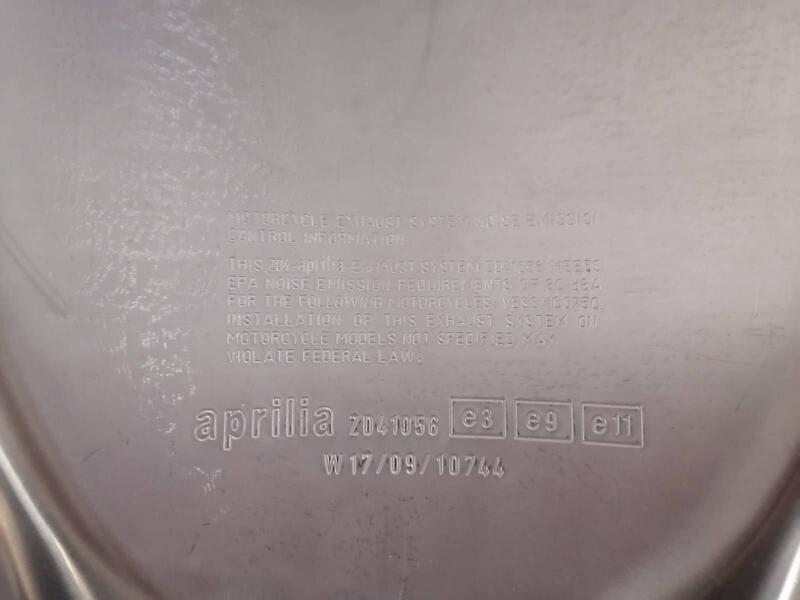 MOTORCYCLE EXHAUST SYSTEM NOISE EMISSION
CONTROL INFORMATION
THIS ZD4-aprilia-EXHAUST SYSTEM MEETS
EPA NOISE EMISSION REQUIREMENTS OF 80 dBA
FOR THE FOLLOWING MOTORCYCLES:
INSTALLATION OF THIS EXHAUST SYSTEM ON
MOTORCYCLE MODELS NOT SPECIFIED MAY
VIOLATE FEDERAL LAW.
aprilia ZD41056 e3 e9 e11
W17/09/10744